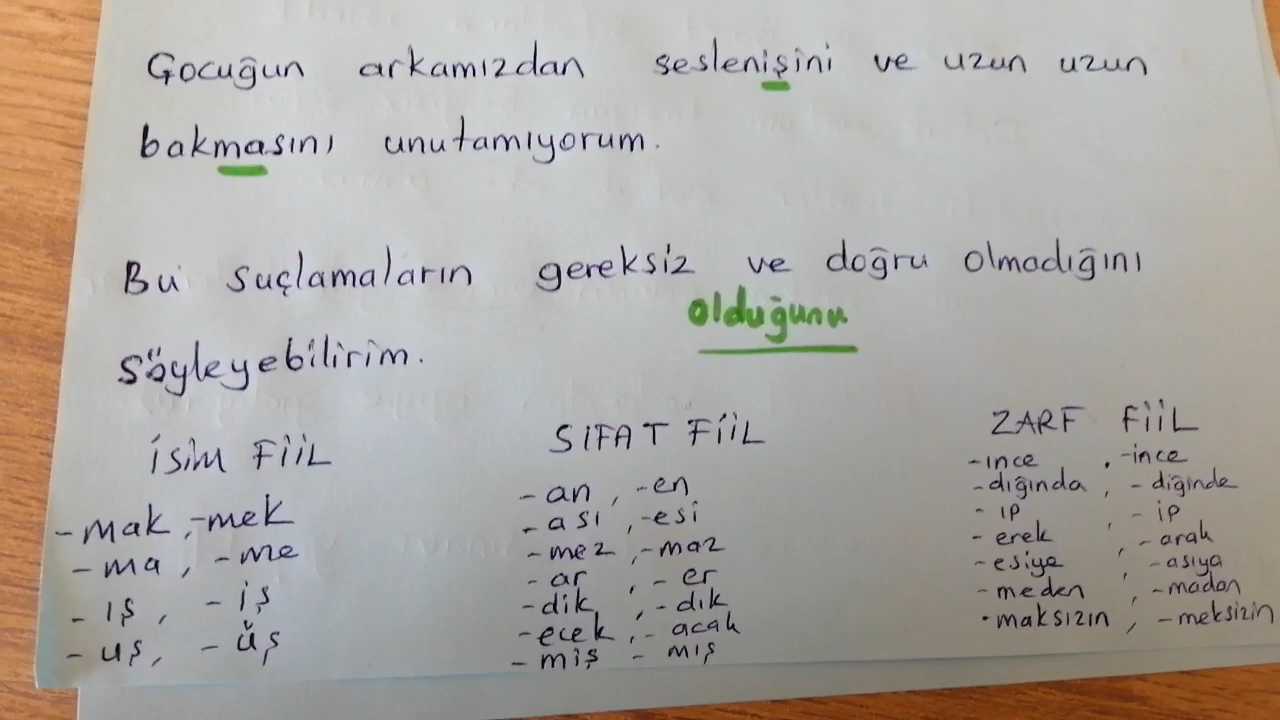 Çocuğun arkamızdan seslenişini ve uzun uzun
bakmasını unutamıyorum.
Bu suçlamaların gereksiz ve doğru olmadığını
olduğunu
söyleyebilirim.
İSİM FİİL
-mak, -mek
-ma, -me
-ış, -iş
-uş, -üş
SIFAT FİİL
-an, -en
-ası, -esi
-mez, -maz
-ar, -er
-dik, -dık
-ecek, -acak
-miş -mış
ZARF FİİL
-ınca . -ince
-dığında, -diğinde
-ıp, -ip
-erek, -arak
-esiye, -asıya
-meden, -madan
-maksızın, -meksizin